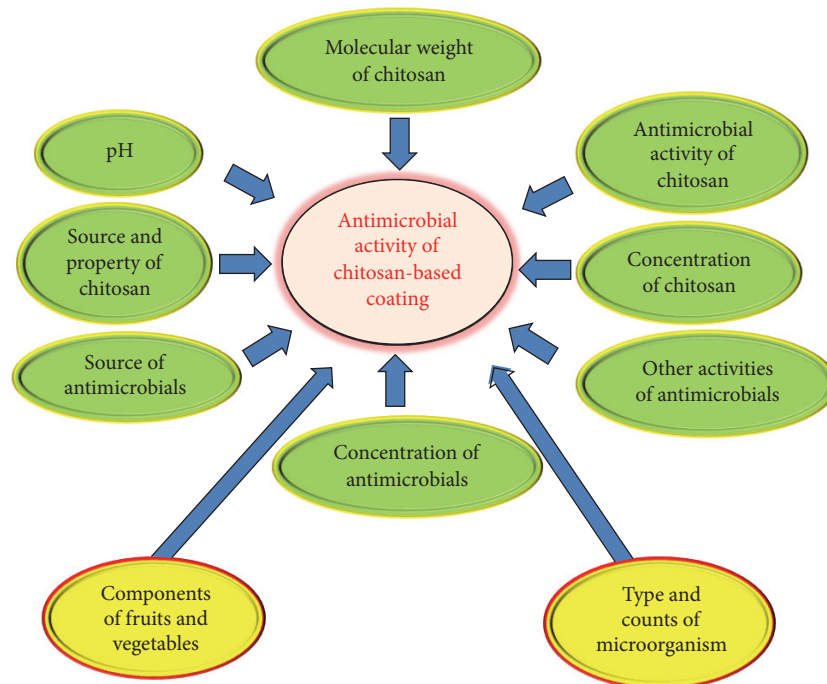 Molecular weight
of chitosan
pH
Antimicrobial
activity of
chitosan
Source and
property of
chitosan
Antimicrobial
activity of
chitosan-based
coating
Concentration
of chitosan
Source of
antimicrobials
Other activities
of antimicrobials
Concentration of
antimicrobials
Components
of fruits and
vegetables
Type and
counts of
microorganism